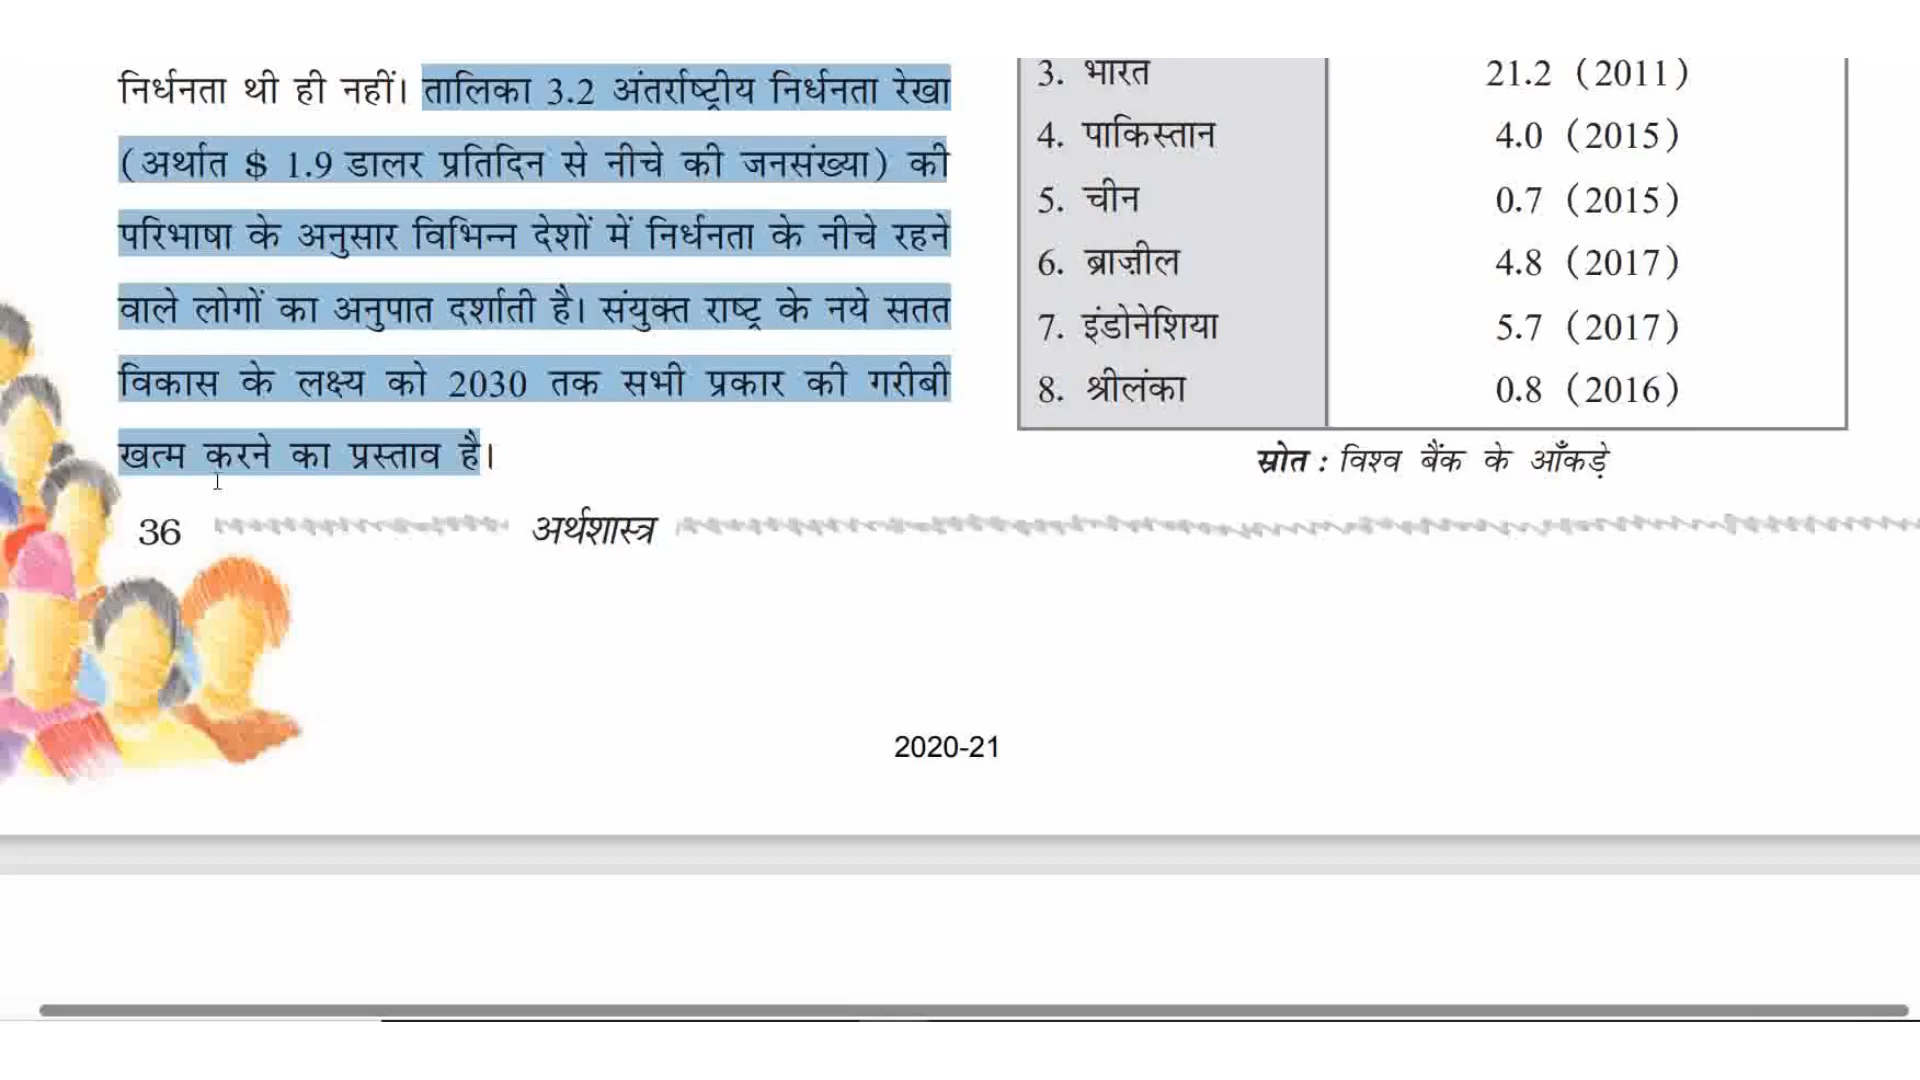 निर्धनता थी ही नहीं। तालिका 3.2 अंतर्राष्ट्रीय निर्धनता रेखा
(अर्थात $ 1.9 डालर प्रतिदिन से नीचे की जनसंख्या) की
परिभाषा के अनुसार विभिन्न देशों में निर्धनता के नीचे रहने
वाले लोगों का अनुपात दर्शाती है। संयुक्त राष्ट्र के नये सतत
विकास के लक्ष्य को 2030 तक सभी प्रकार की गरीबी
खत्म करने का प्रस्ताव है।
3. भारत 21.2 (2011)
4. पाकिस्तान 4.0 (2015)
5. चीन 0.7 (2015)
6. ब्राज़ील 4.8 (2017)
7. इंडोनेशिया 5.7 (2017)
8. श्रीलंका 0.8 (2016)
स्रोत : विश्व बैंक के आँकड़े
36 अर्थशास्त्र
2020-21